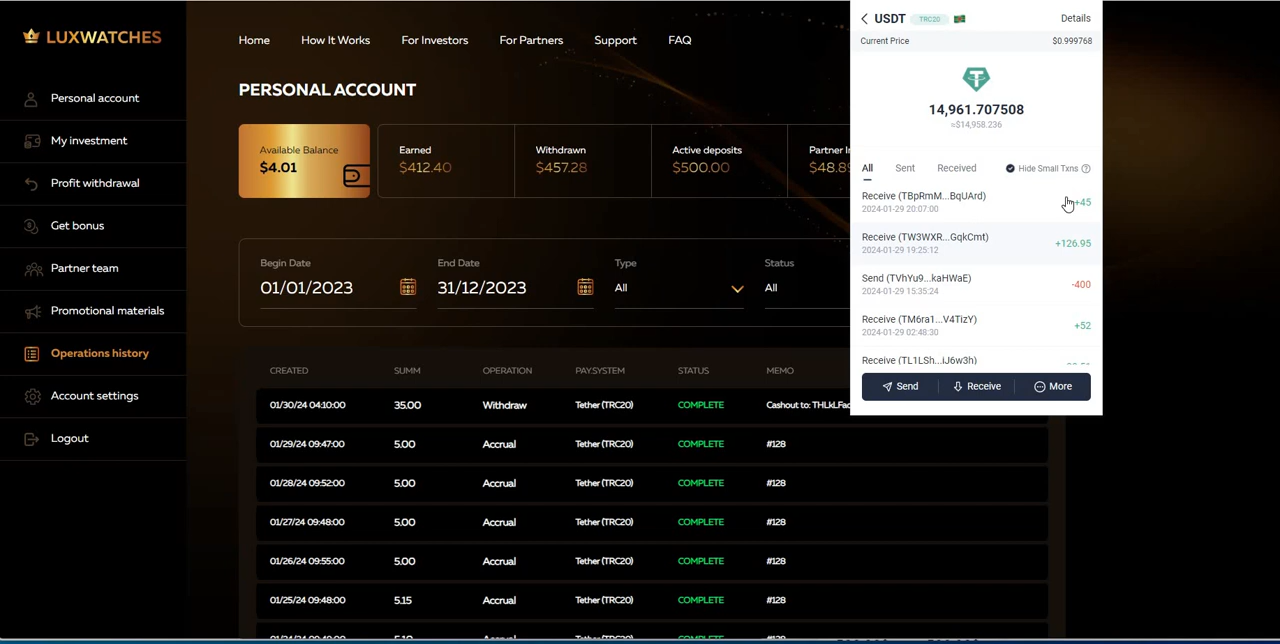 LUXWATCHES
Home How It Works For Investors For Partners Support FAQ
Personal account
My investment
Profit withdrawal
Get bonus
Partner team
Promotional materials
Operations history
Account settings
Logout
PERSONAL ACCOUNT
Available Balance
$4.01
Earned
$412.40
Withdrawn
$457.28
Active deposits
$500.00
Partner In
$48.89
Begin Date
01/01/2023
End Date
31/12/2023
Type
All
Status
All
CREATED SUMM OPERATION PAY.SYSTEM STATUS MEMO
01/30/24 04:10:00 35.00 Withdraw Tether (TRC20) COMPLETE Cashout to: THLkLFac
01/29/24 09:47:00 5.00 Accrual Tether (TRC20) COMPLETE #128
01/28/24 09:52:00 5.00 Accrual Tether (TRC20) COMPLETE #128
01/27/24 09:48:00 5.00 Accrual Tether (TRC20) COMPLETE #128
01/26/24 09:55:00 5.00 Accrual Tether (TRC20) COMPLETE #128
01/25/24 09:48:00 5.15 Accrual Tether (TRC20) COMPLETE #128
USDT TRC20 Details
Current Price $0.999768
14,961.707508
≈$14,958.236
All Sent Received Hide Small Txns
Receive (TBpRmM...BqUArd) +45
2024-01-29 20:07:00
Receive (TW3WXR...GqkCmt) +126.95
2024-01-29 19:25:12
Send (TVhYu9...kaHWaE) -400
2024-01-29 15:35:24
Receive (TM6ra1...V4TizY) +52
2024-01-29 02:48:30
Receive (TL1LSh...IJ6w3h)
Send Receive More